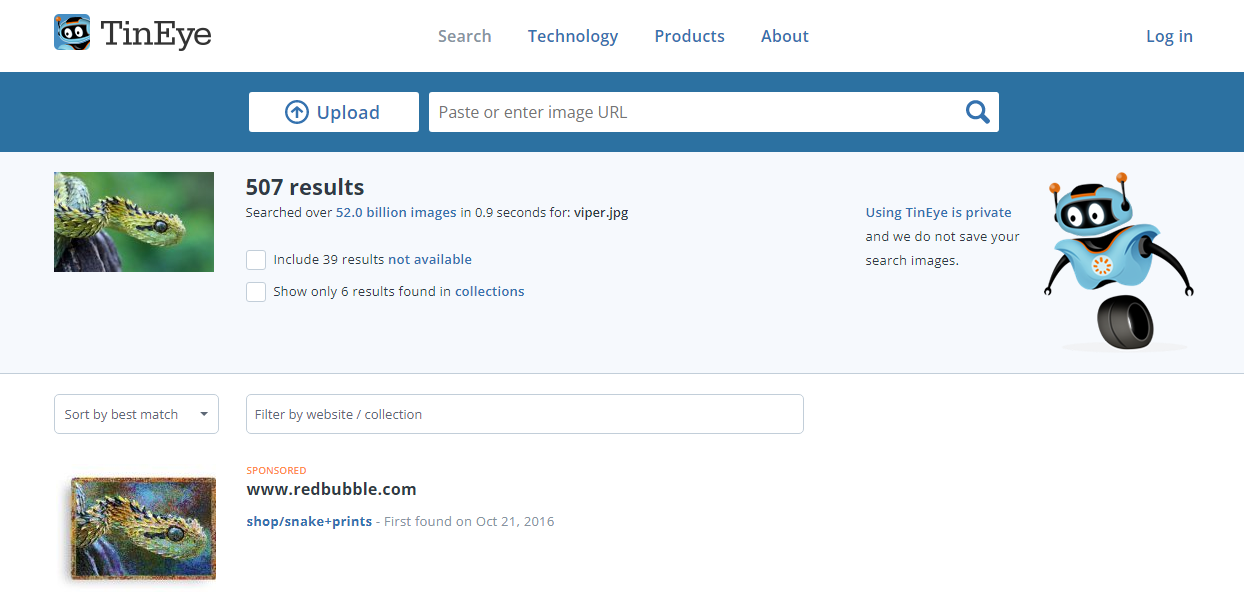 TinEye
Search Technology Products About Log in
Upload
Paste or enter image URL
507 results
Searched over 52.0 billion images in 0.9 seconds for: viper.jpg
Include 39 results not available
Show only 6 results found in collections
Using TinEye is private
and we do not save your
search images.
Sort by best match
Filter by website / collection
SPONSORED
www.redbubble.com
shop/snake+prints - First found on Oct 21, 2016